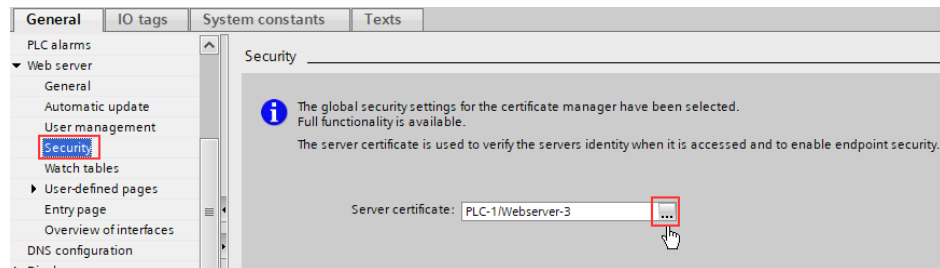 General
IO tags
System constants
Texts
PLC alarms
Web server
General
Automatic update
User management
Security
Watch tables
User-defined pages
Entry page
Overview of interfaces
DNS configuration
Security
The global security settings for the certificate manager have been selected.
Full functionality is available.
The server certificate is used to verify the servers identity when it is accessed and to enable endpoint security.
Server certificate: PLC-1/Webserver-3 ...